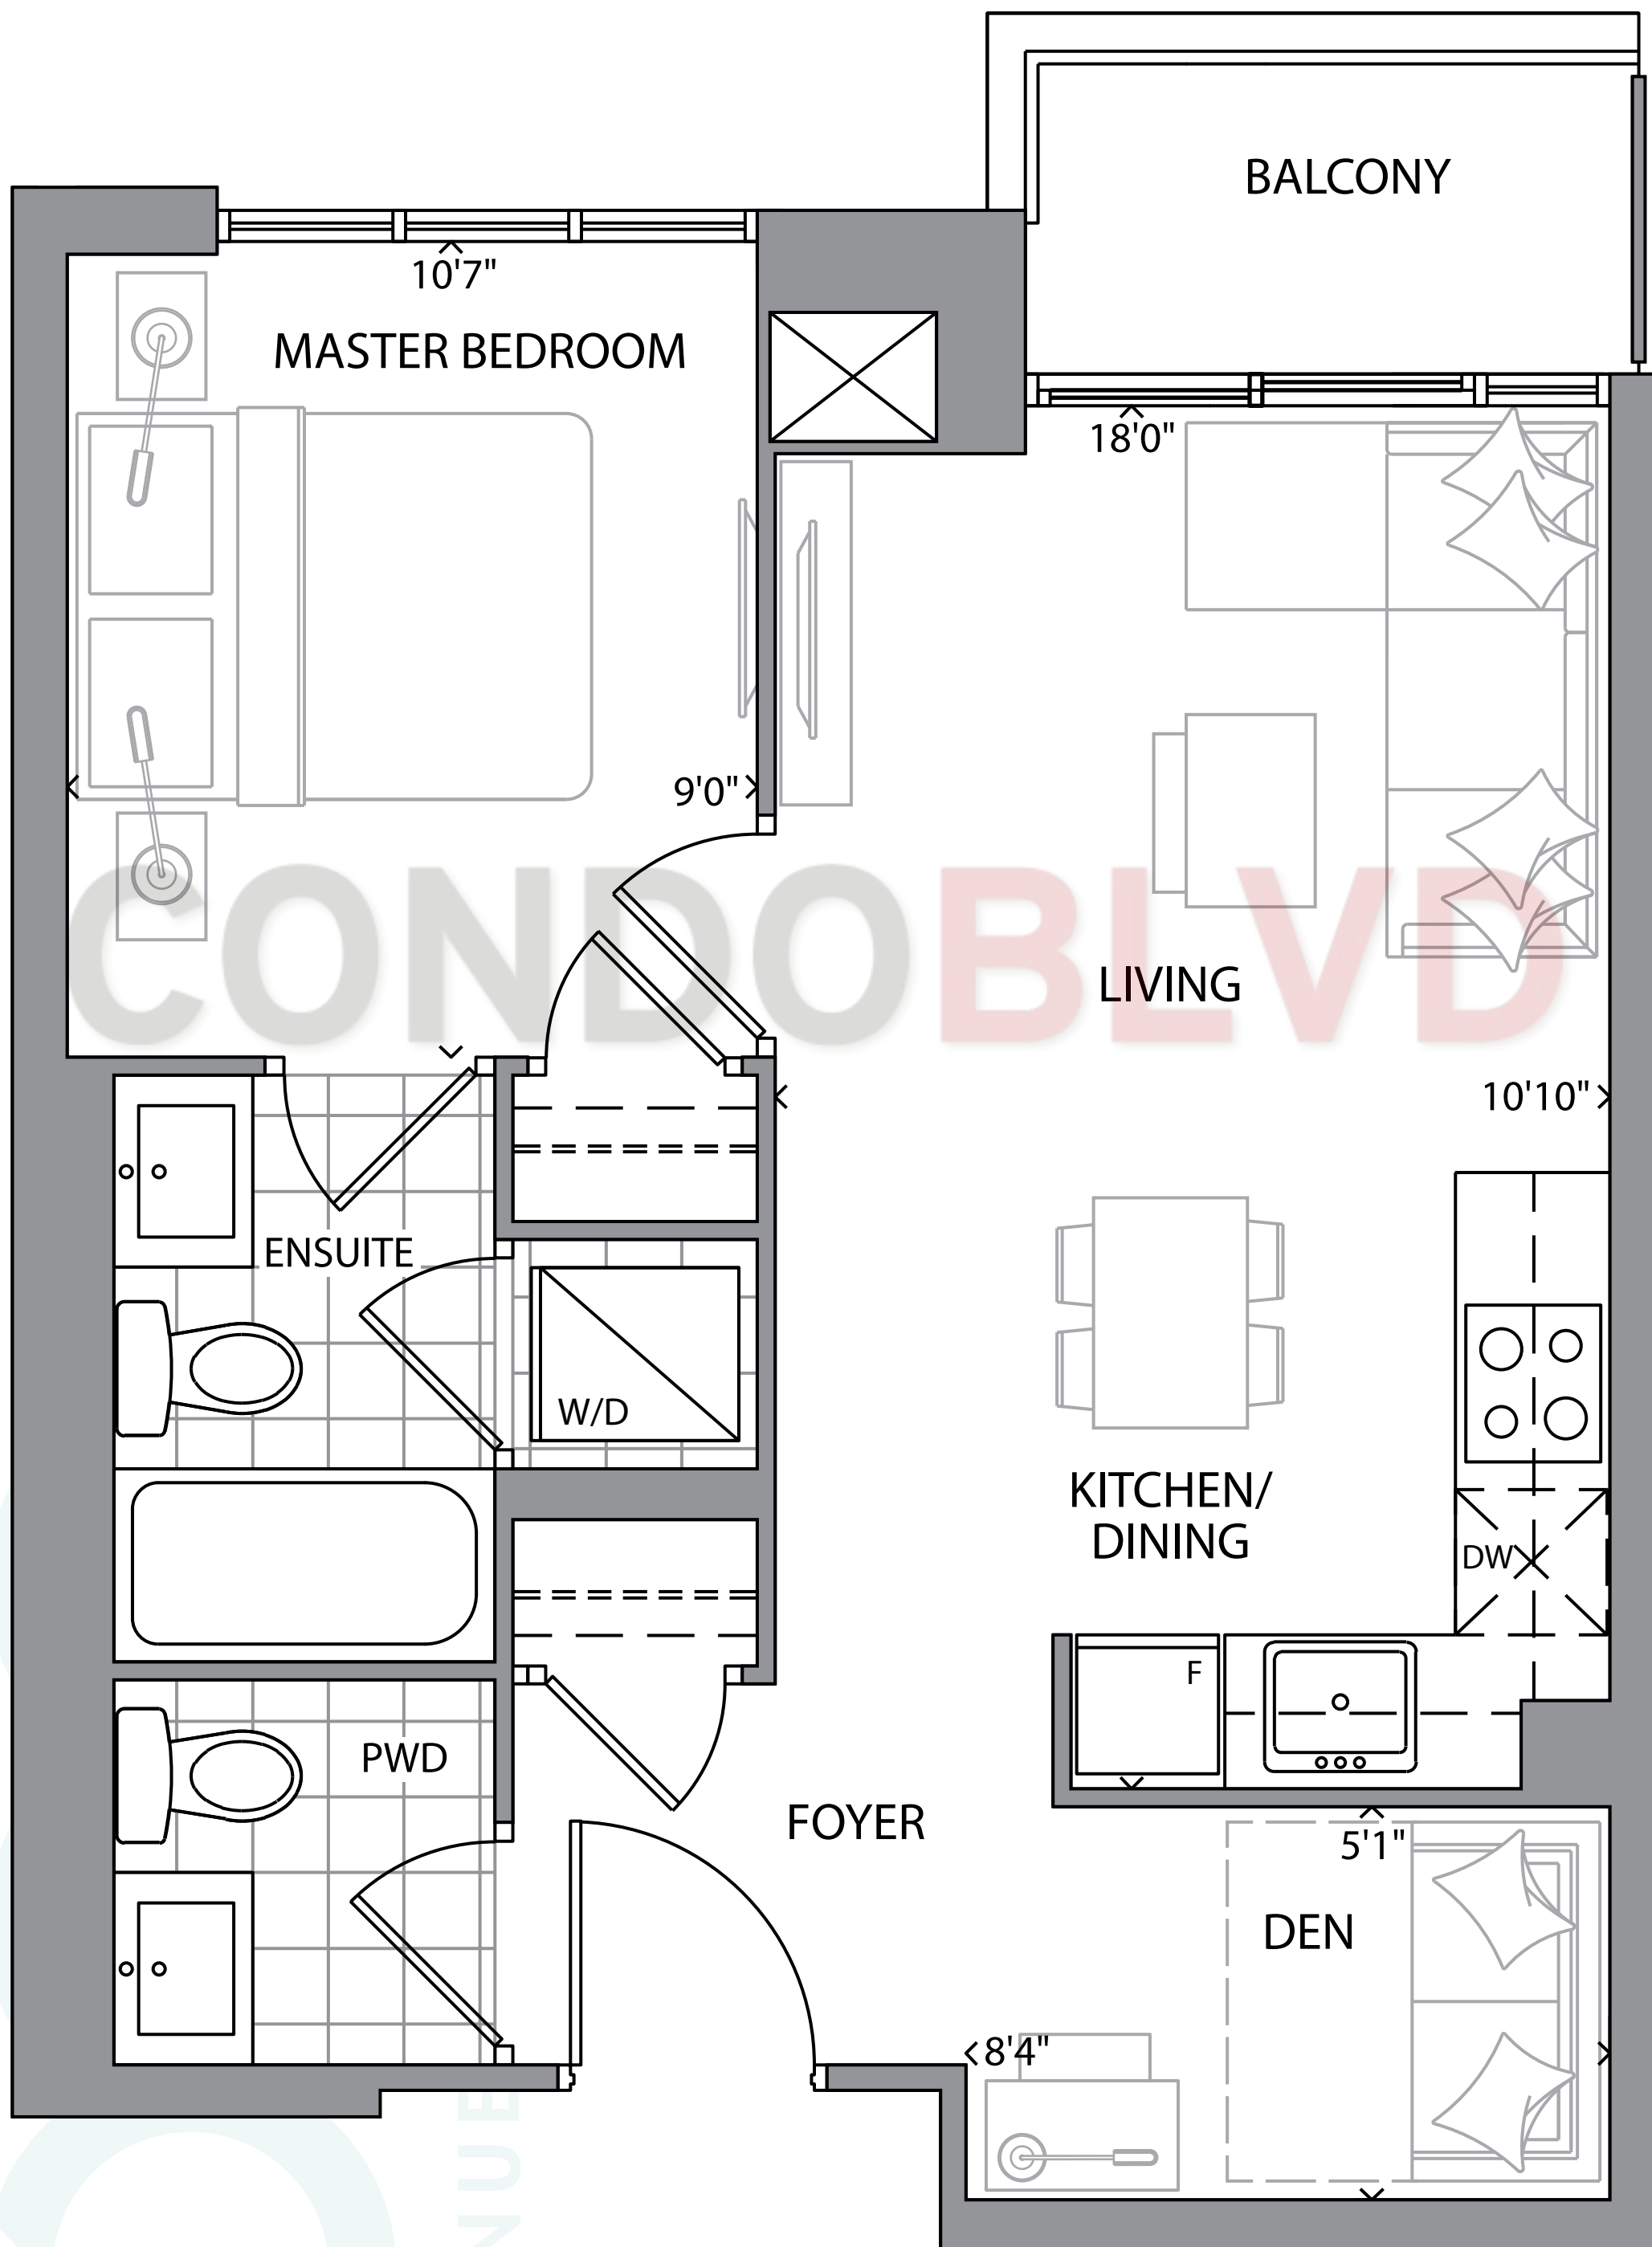 BALCONY
10'7"
MASTER BEDROOM
18'0"
9'0"
CONDOBLVD
LIVING
10'10"
ENSUITE
W/D
KITCHEN/
DINING
DW
F
PWD
FOYER
5'1"
DEN
8'4"